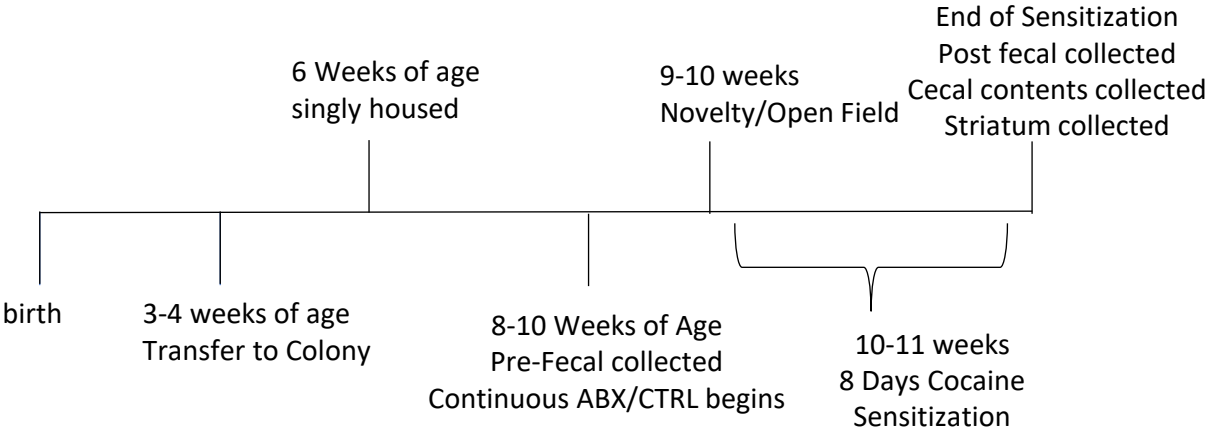 End of Sensitization
Post fecal collected
Cecal contents collected
Striatum collected
6 Weeks of age
singly housed
9-10 weeks
Novelty/Open Field
birth
3-4 weeks of age
Transfer to Colony
8-10 Weeks of Age
Pre-Fecal collected
Continuous ABX/CTRL begins
10-11 weeks
8 Days Cocaine
Sensitization